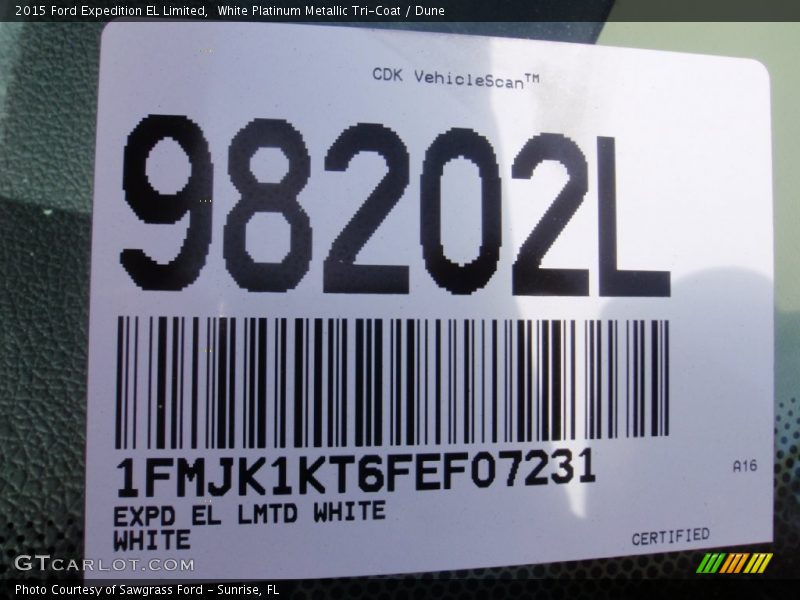 2015 Ford Expedition EL Limited,  White Platinum Metallic Tri-Coat / Dune
CDK VehicleScan™
98202L
1FMJK1KT6FEF07231
A16
EXPD EL LMTD WHITE
WHITE
CERTIFIED
GTCARLOT.COM
Photo Courtesy of Sawgrass Ford - Sunrise, FL